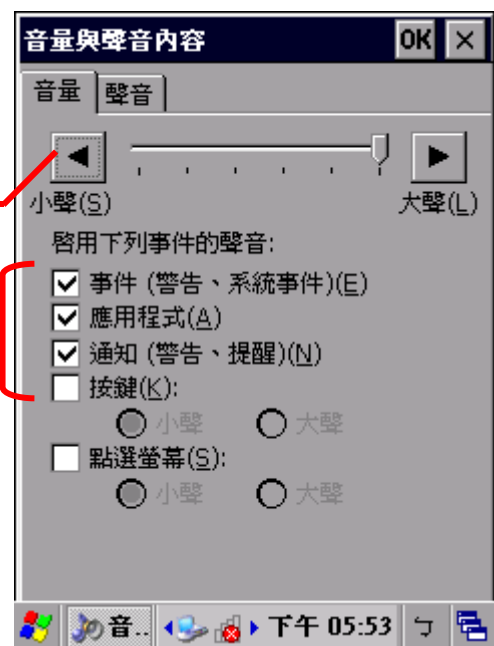 音量與聲音內容 OK
音量 聲音
小聲(S) 大聲(L)
啓用下列事件的聲音:
事件 (警告、系統事件)(E)
應用程式(A)
通知 (警告、提醒)(N)
按鍵(K):
小聲 大聲
點選螢幕(S):
小聲 大聲
音.. 下午 05:53 ㄅ